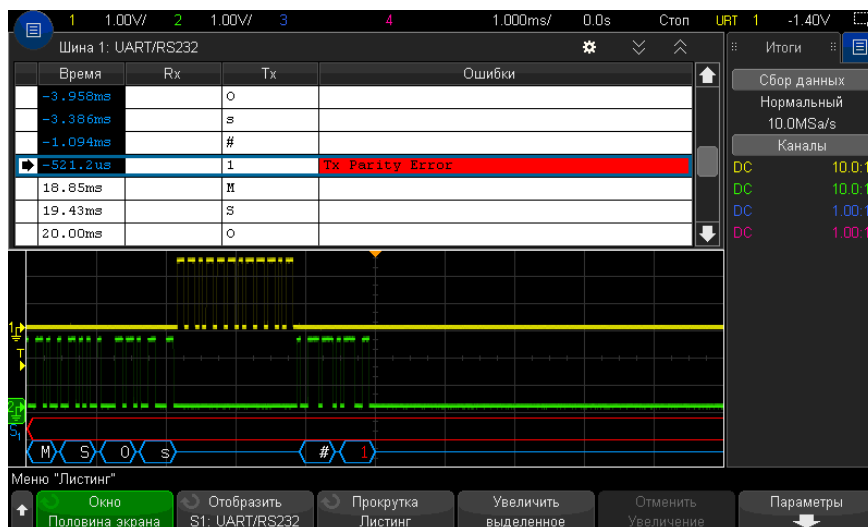 1 1.00V/ 2 1.00V/ 3 4 1.000ms/ 0.0s Стоп URT 1 -1.40V
Шина 1: UART/RS232
Итоги
Время Rx Tx Ошибки
-3.958ms O
-3.386ms s
-1.094ms #
-521.2us 1 Tx Parity Error
18.85ms M
19.43ms S
20.00ms O
Сбор данных
Нормальный
10.0MSa/s
Каналы
DC 10.0:1
DC 10.0:1
DC 1.00:1
DC 1.00:1
1
T
2
S1
M S O s # 1
Меню "Листинг"
Окно
Половина экрана
Отобразить
S1: UART/RS232
Прокрутка
Листинг
Увеличить
выделенное
Отменить
Увеличение
Параметры